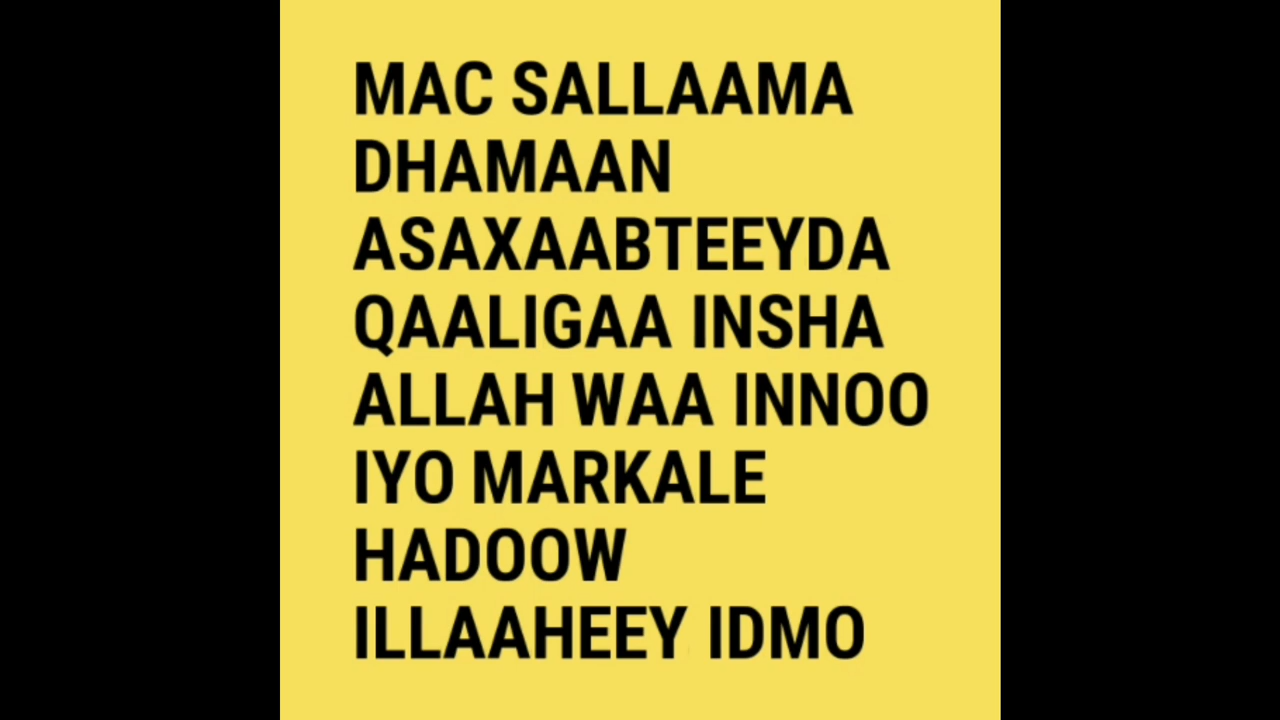 MAC SALLAAMA
DHAMAAN
ASAXAABTEEYDA
QAALIGAA INSHA
ALLAH WAA INNOO
IYO MARKALE
HADOOW
ILLAAHEEY IDMO